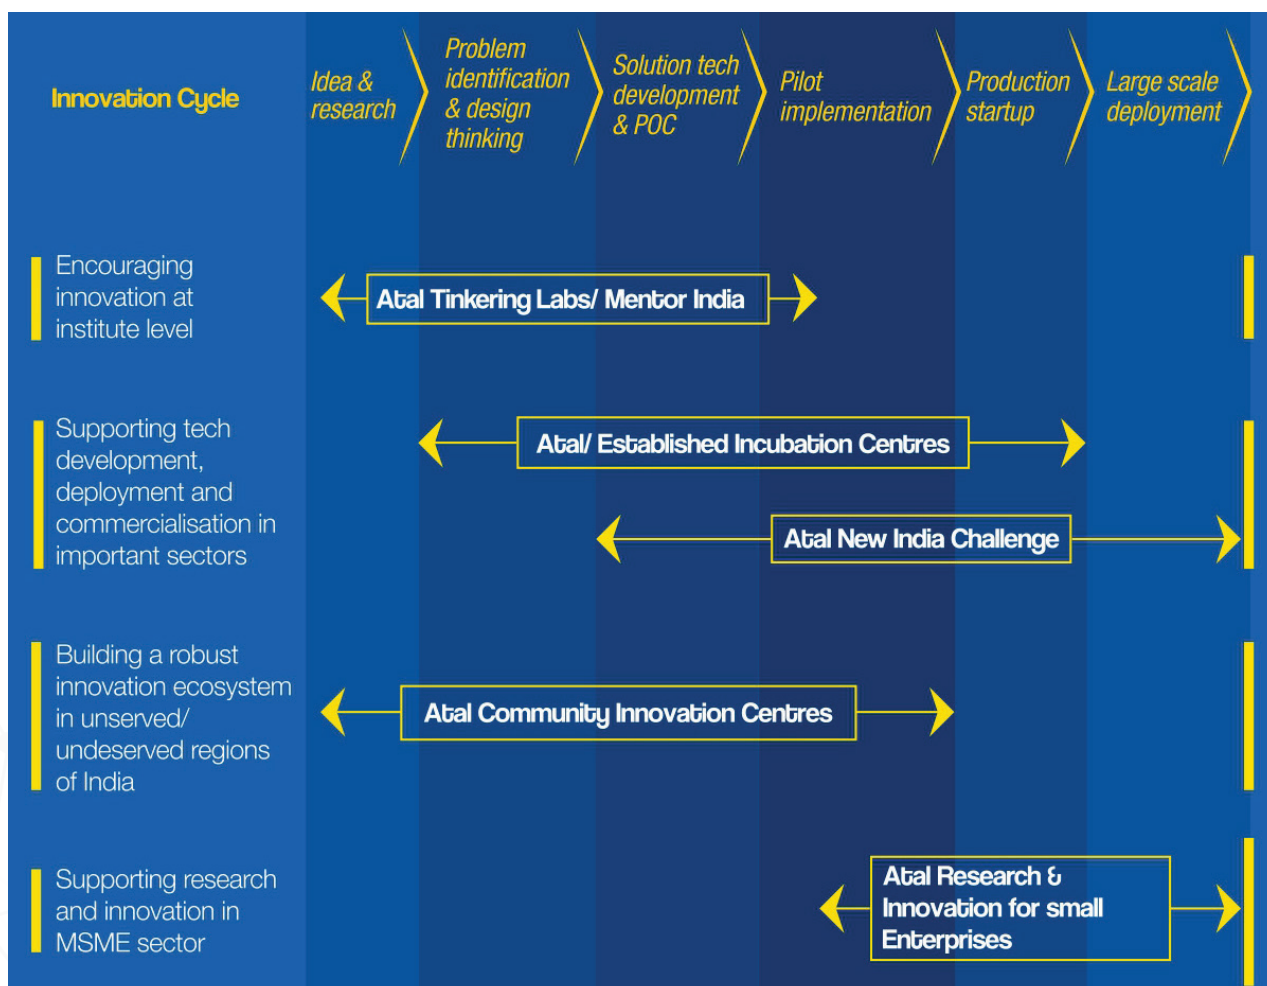 Innovation Cycle
Idea &
research
Problem
identification
& design
thinking
Solution tech
development
& POC
Pilot
implementation
Production
startup
Large scale
deployment
Encouraging
innovation at
institute level
Atal Tinkering Labs/ Mentor India
Supporting tech
development,
deployment and
commercialisation in
important sectors
Atal/ Established Incubation Centres
Atal New India Challenge
Building a robust
innovation ecosystem
in unserved/
undeserved regions
of India
Atal Community Innovation Centres
Supporting research
and innovation in
MSME sector
Atal Research &
Innovation for small
Enterprises